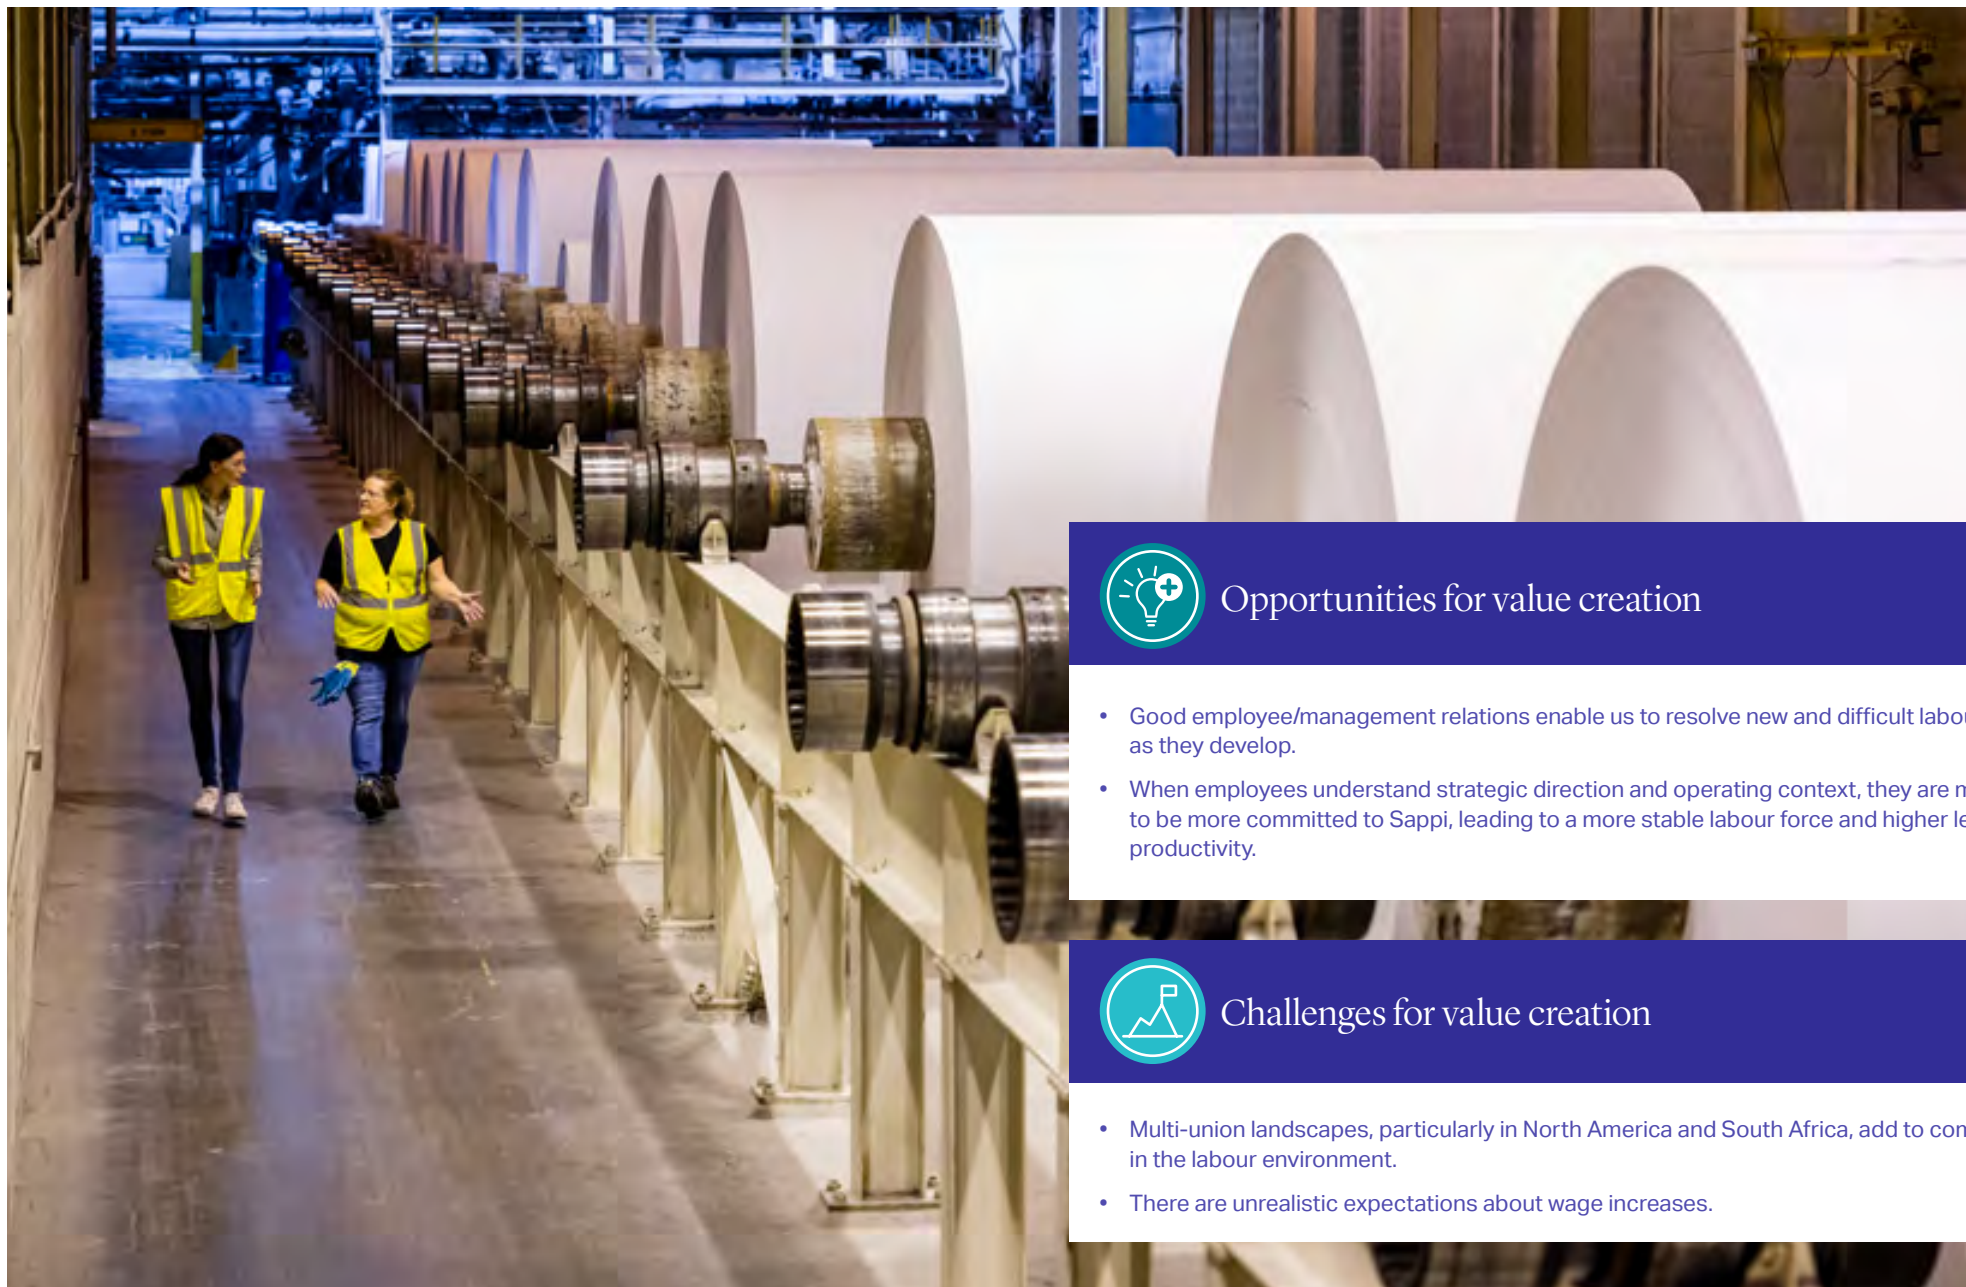 Opportunities for value creation
• Good employee/management relations enable us to resolve new and difficult
as they develop.
• When employees understand strategic direction and operating context, they are
to be more committed to Sappi, leading to a more stable labour force and higher
productivity.
Challenges for value creation
• Multi-union landscapes, particularly in North America and South Africa, add to
in the labour environment.
• There are unrealistic expectations about wage increases.